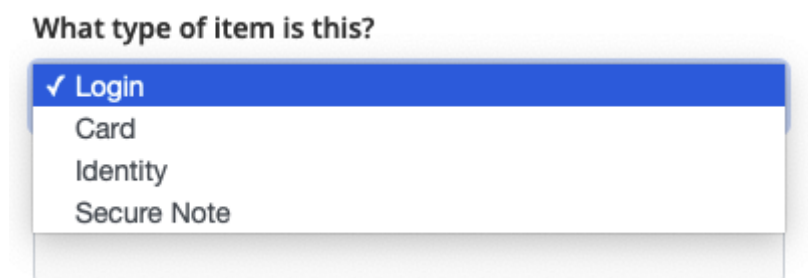 What type of item is this?
✓ Login
Card
Identity
Secure Note